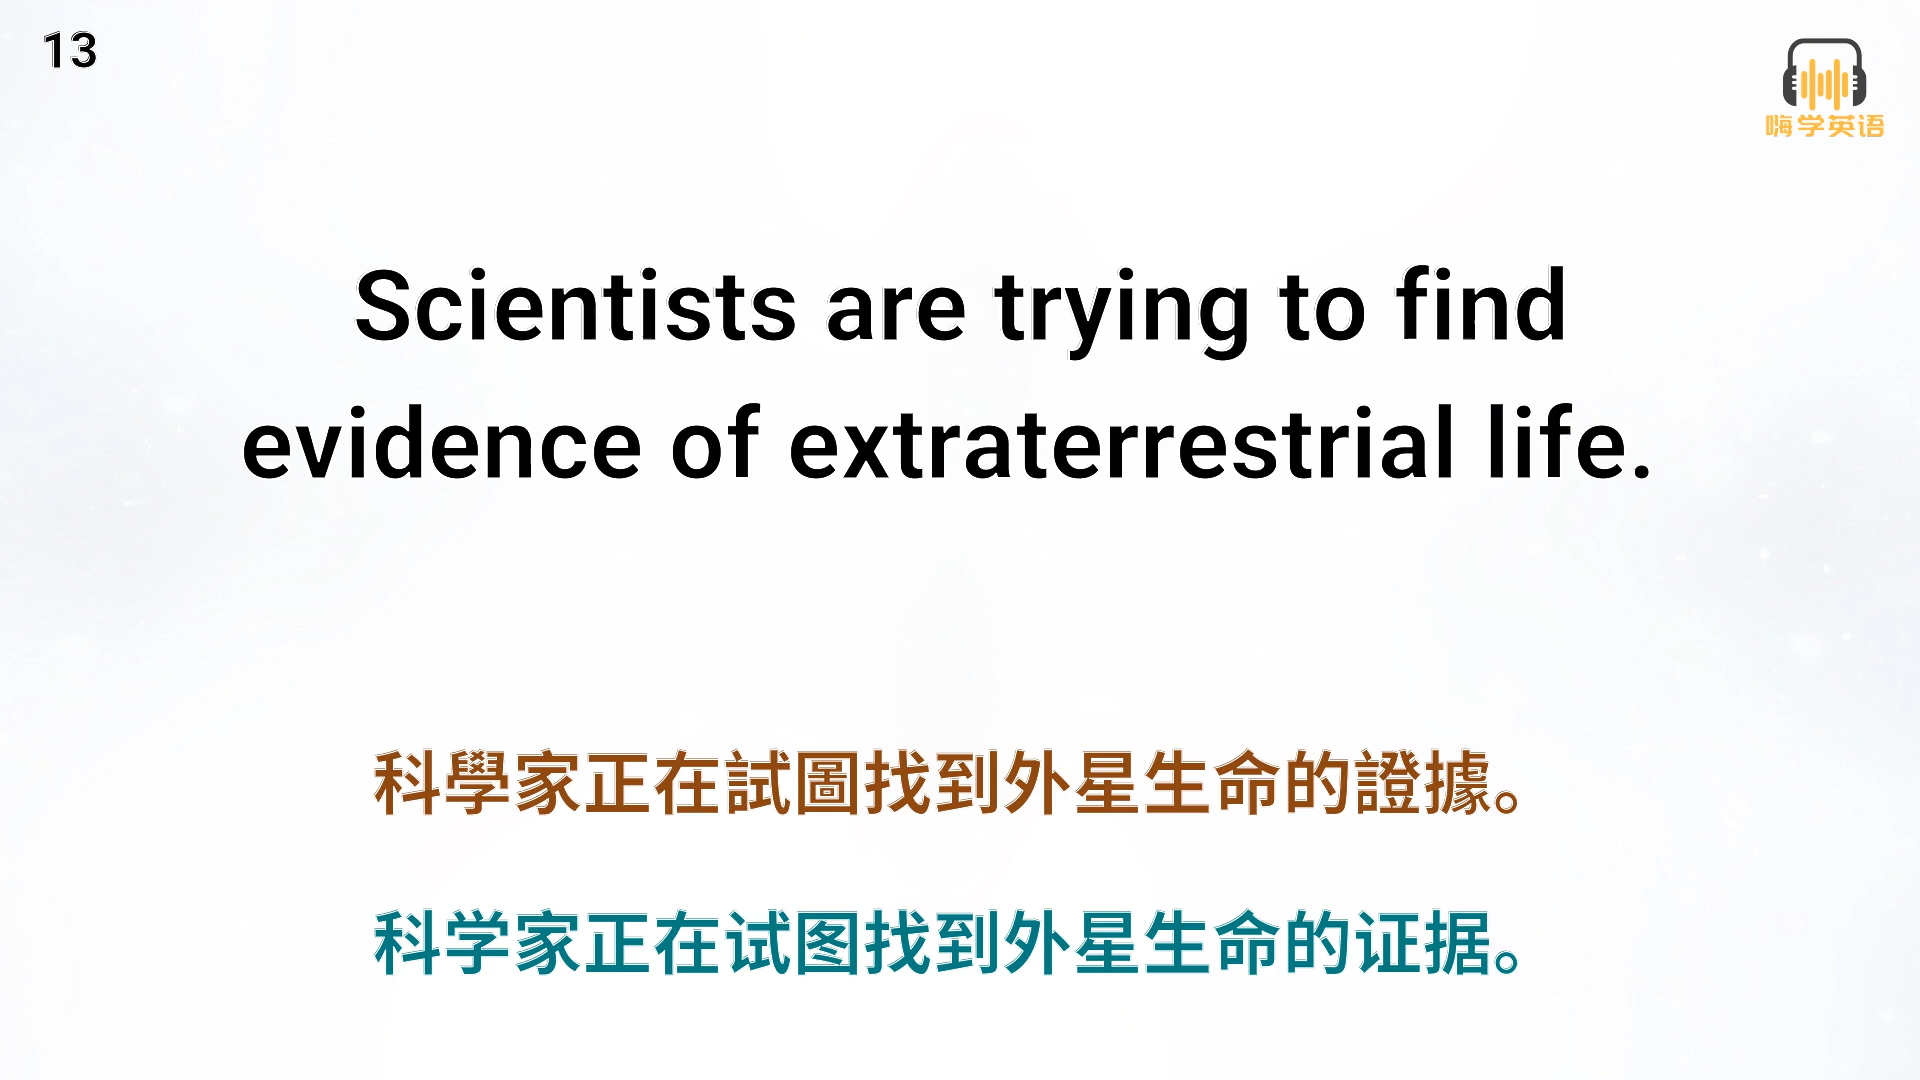 13
嗨学英语
Scientists are trying to find
evidence of extraterrestrial life.
科學家正在試圖找到外星生命的證據。
科学家正在试图找到外星生命的证据。